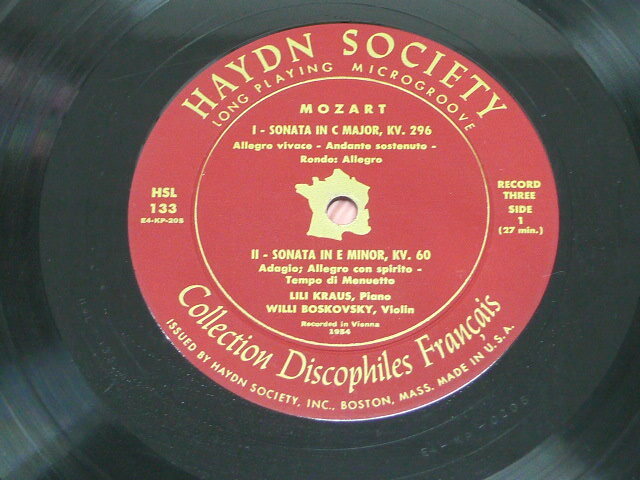 HAYDN SOCIETY
LONG PLAYING MICROGROOVE
MOZART
I - SONATA IN C MAJOR, KV. 296
Allegro vivace - Andante sostenuto -
Rondo: Allegro
HSL
133
E4-KP-205
RECORD
THREE
SIDE
1
(27 min.)
II - SONATA IN E MINOR, KV. 60
Adagio; Allegro con spirito -
Tempo di Menuetto
LILI KRAUS, Piano
WILLI BOSKOVSKY, Violin
Recorded in Vienna
1954
Collection Discophiles Français
ISSUED BY HAYDN SOCIETY, INC., BOSTON, MASS. MADE IN U.S.A.